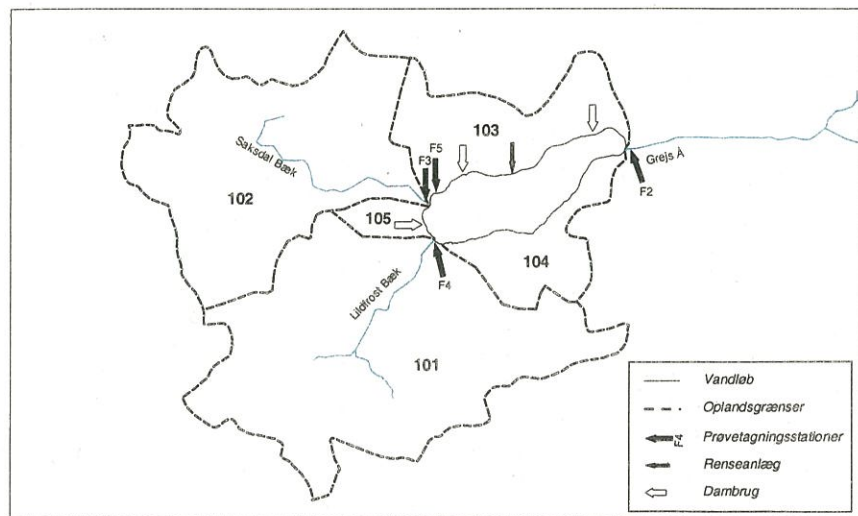 103
F5
F3
Saksdal Bæk
Grejs Å
F2
102
105
104
F4
Lildfrost Bæk
101
Vandløb
Oplandsgrænser
F4
Prøvetagningsstationer
Renseanlæg
Dambrug